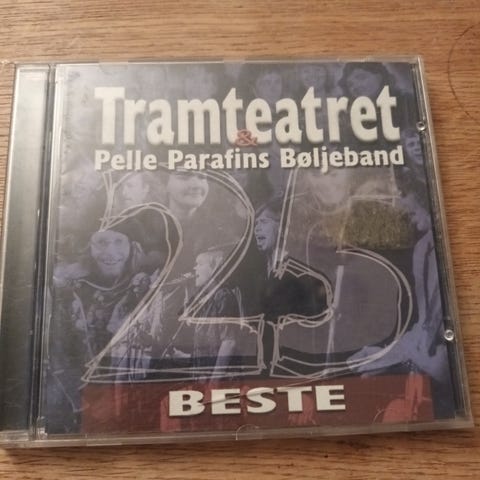 Tramteatret
&
Pelle Parafins Bøljeband
25
BESTE